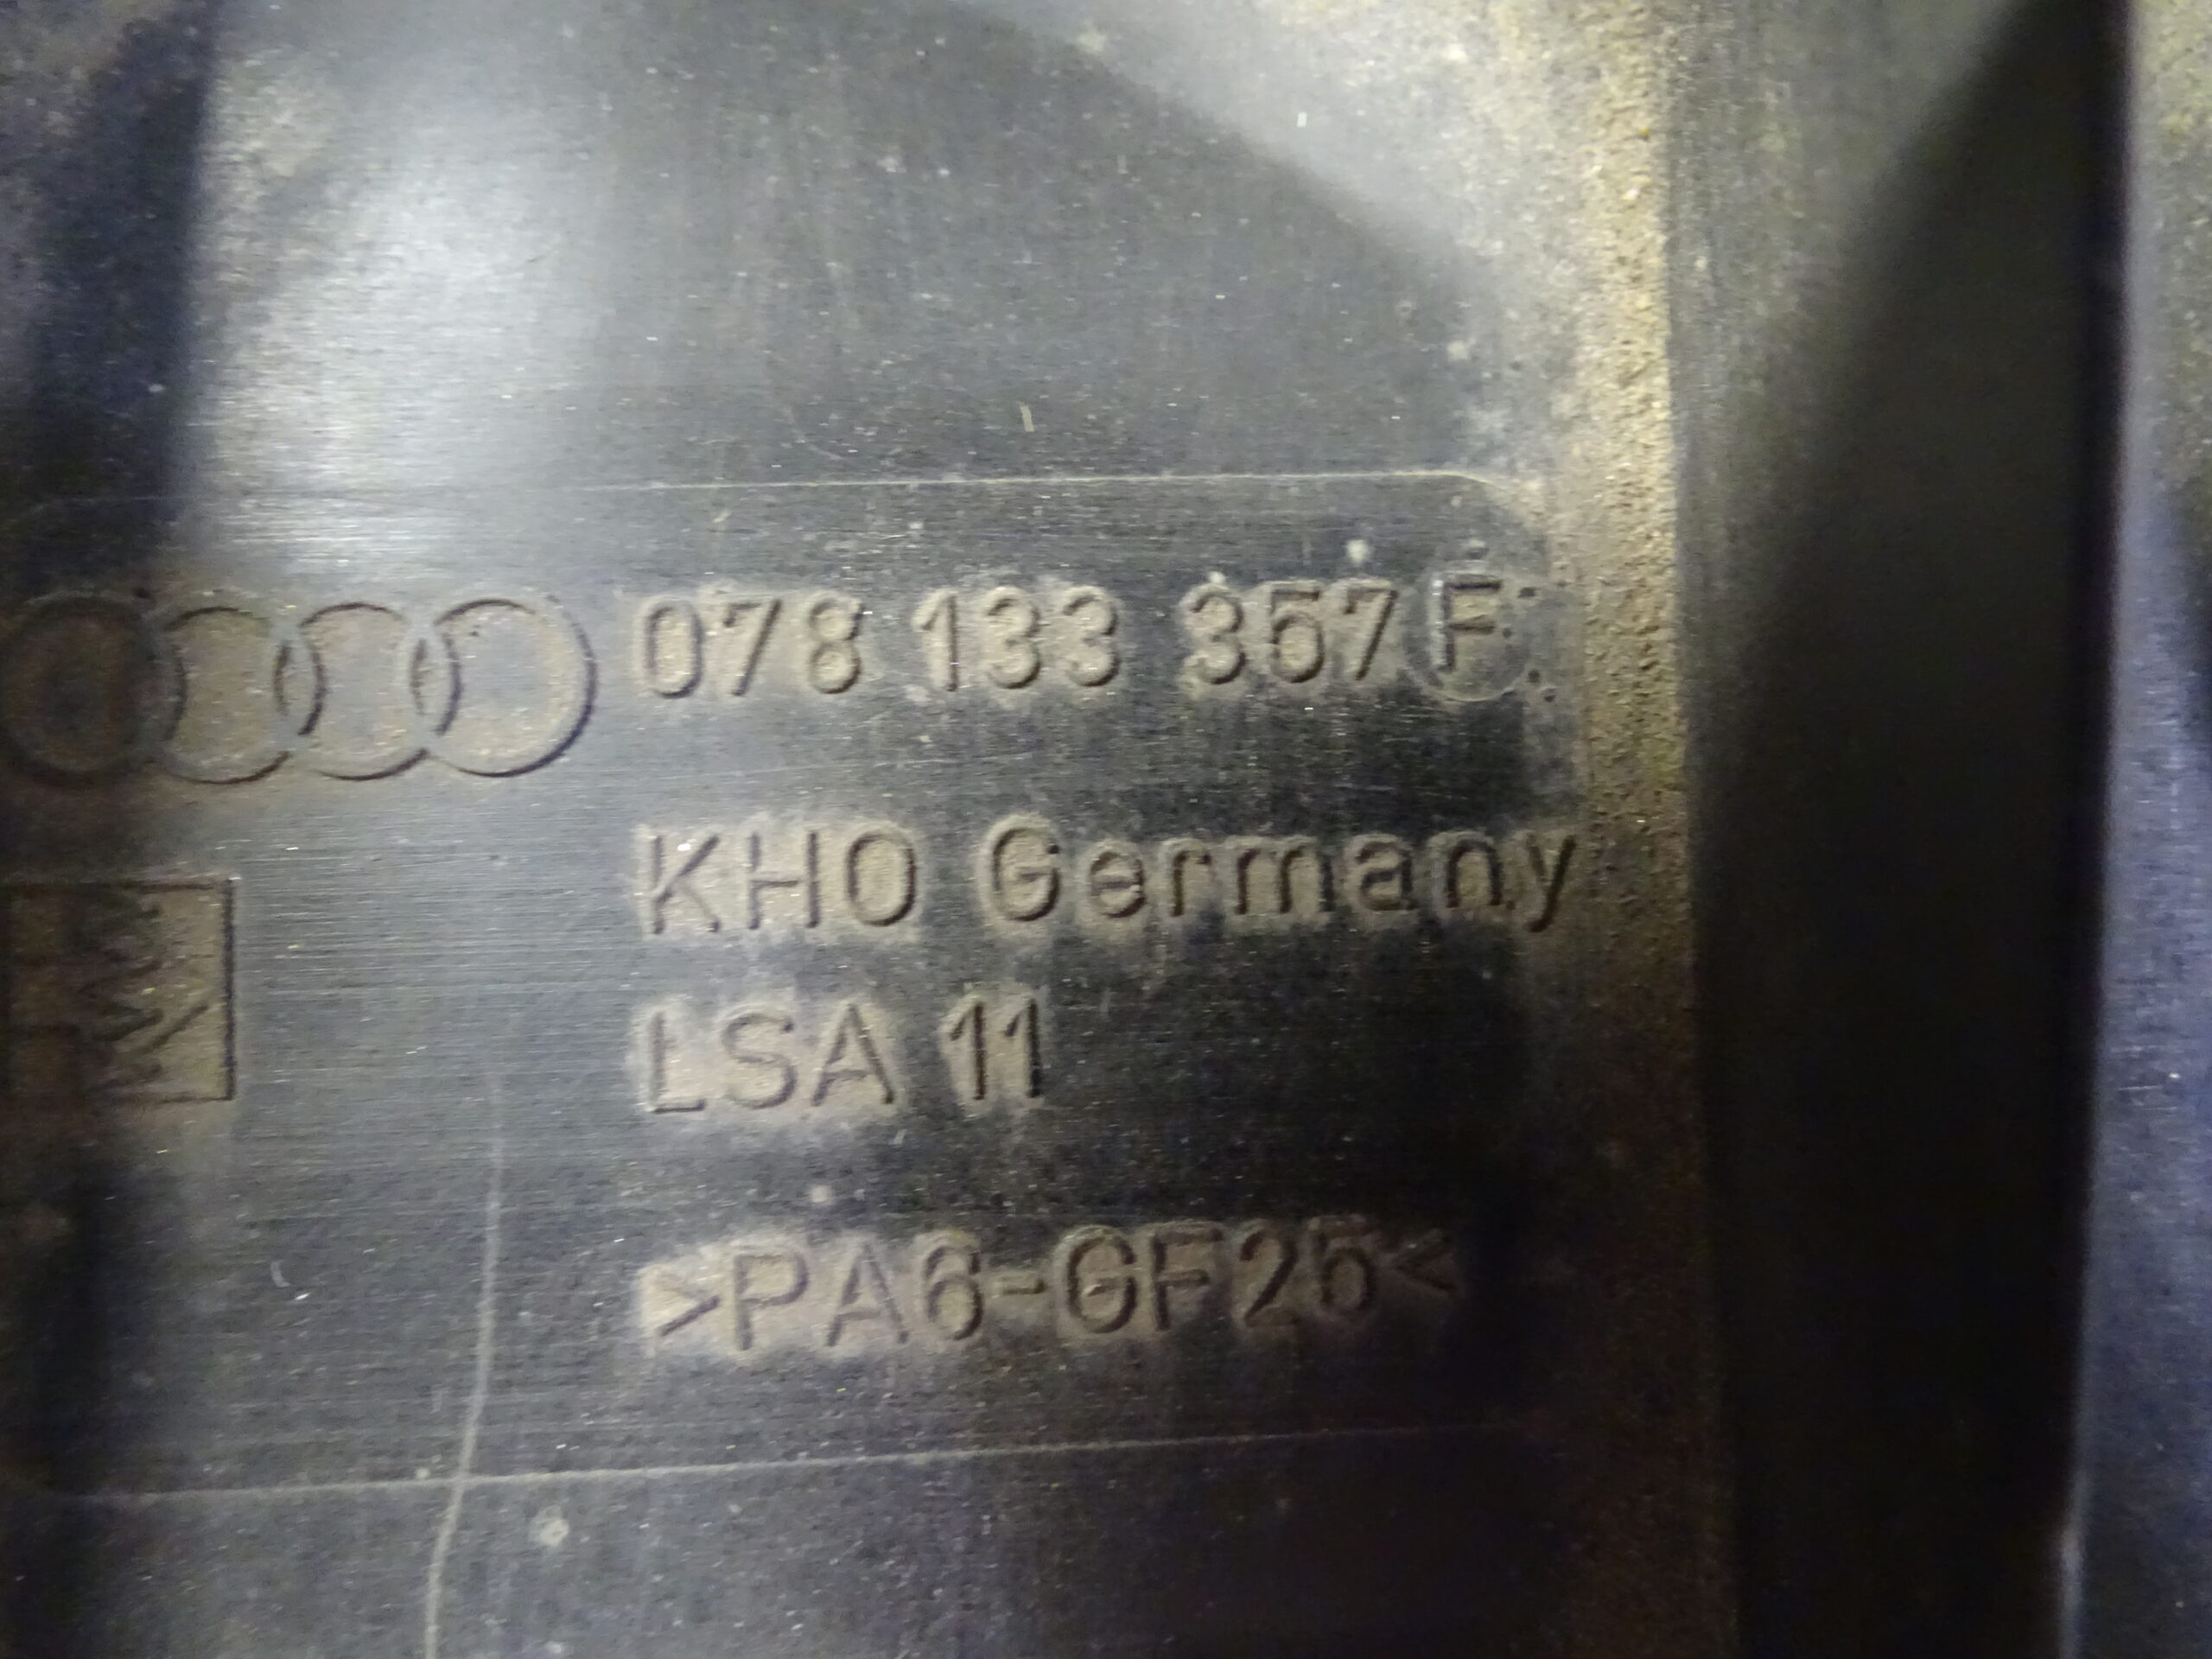 078 133 357 F
KHO Germany
LSA 11
>PA6-GF25<